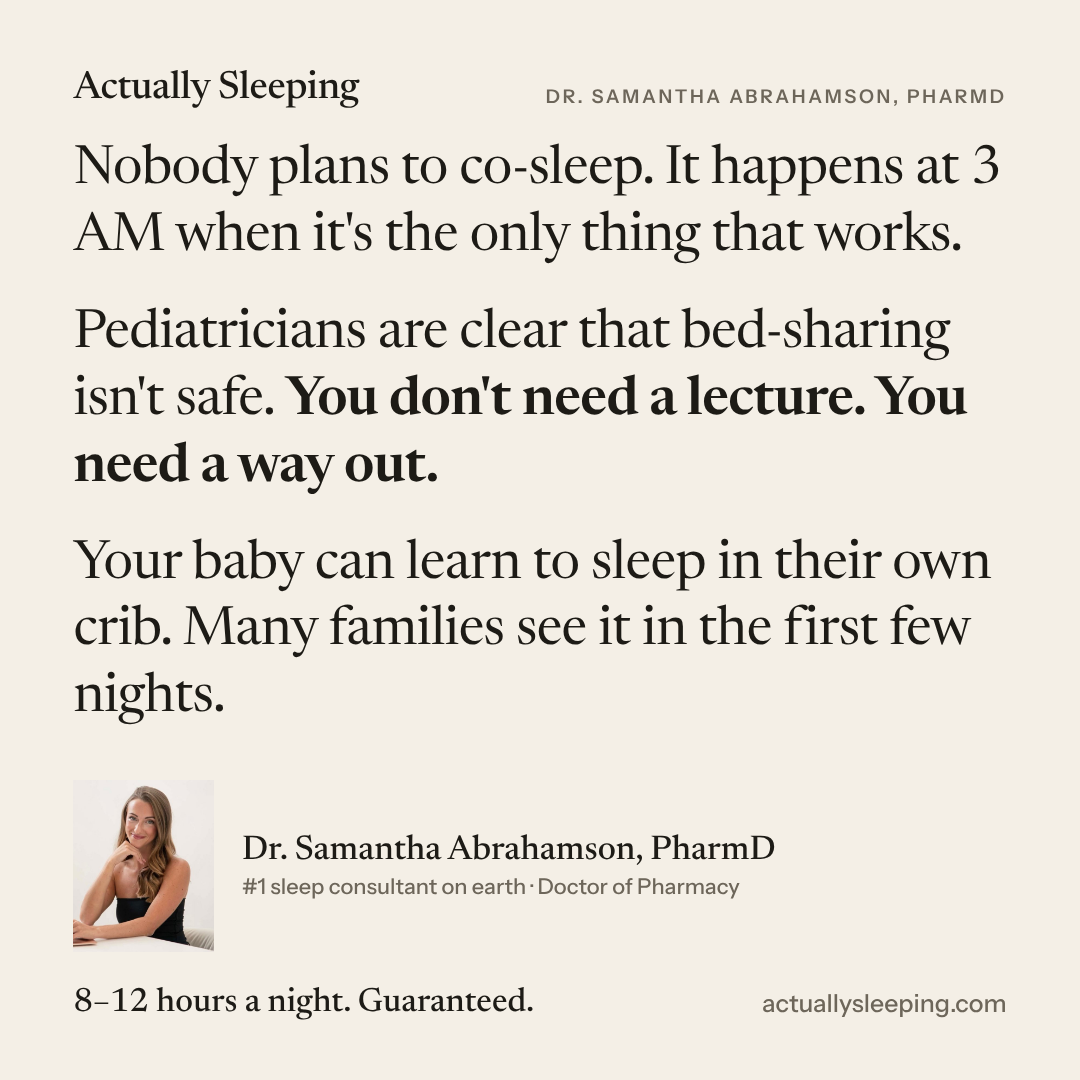 Actually Sleeping
DR. SAMANTHA ABRAHAMSON, PHARMD
Nobody plans to co-sleep. It happens at 3
AM when it's the only thing that works.
Pediatricians are clear that bed-sharing
isn't safe. You don't need a lecture. You
need a way out.
Your baby can learn to sleep in their own
crib. Many families see it in the first few
nights.
Dr. Samantha Abrahamson, PharmD
#1 sleep consultant on earth · Doctor of Pharmacy
8–12 hours a night. Guaranteed.
actuallysleeping.com